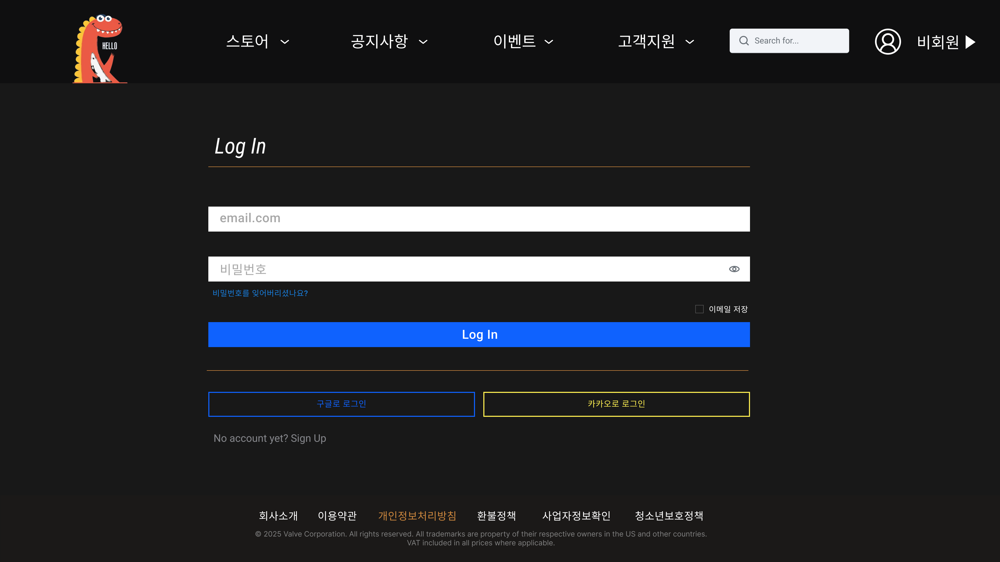 HELLO
스토어
공지사항
이벤트
고객지원
Search for...
비회원
Log In
email.com
비밀번호
비밀번호를 잊어버리셨나요?
이메일 저장
Log In
구글로 로그인
카카오로 로그인
No account yet? Sign Up
회사소개 이용약관 개인정보처리방침 환불정책 사업자정보확인 청소년보호정책
© 2025 Valve Corporation. All rights reserved. All trademarks are property of their respective owners in the US and other countries.
VAT included in all prices where applicable.